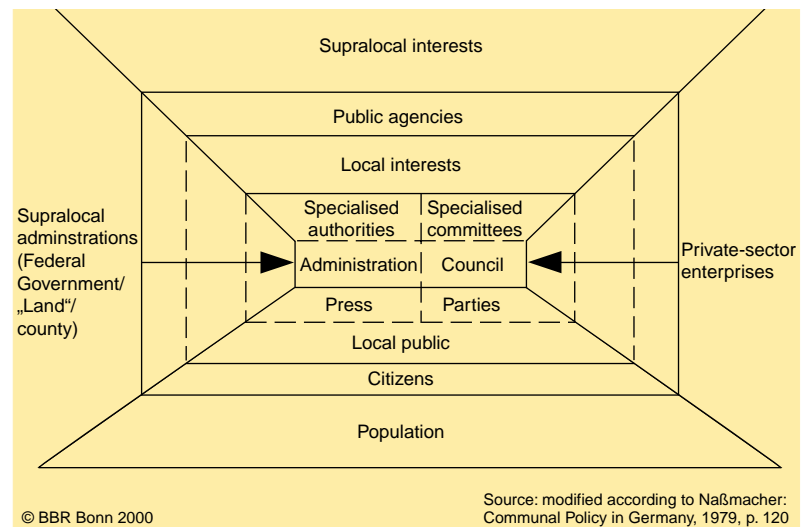 Supralocal interests
Public agencies
Local interests
Specialised
authorities
Specialised
committees
Supralocal
adminstrations
(Federal
Government/
„Land“/
county)
Administration
Council
Private-sector
enterprises
Press
Parties
Local public
Citizens
Population
© BBR Bonn 2000
Source: modified according to Naßmacher:
Communal Policy in Germany, 1979, p. 120